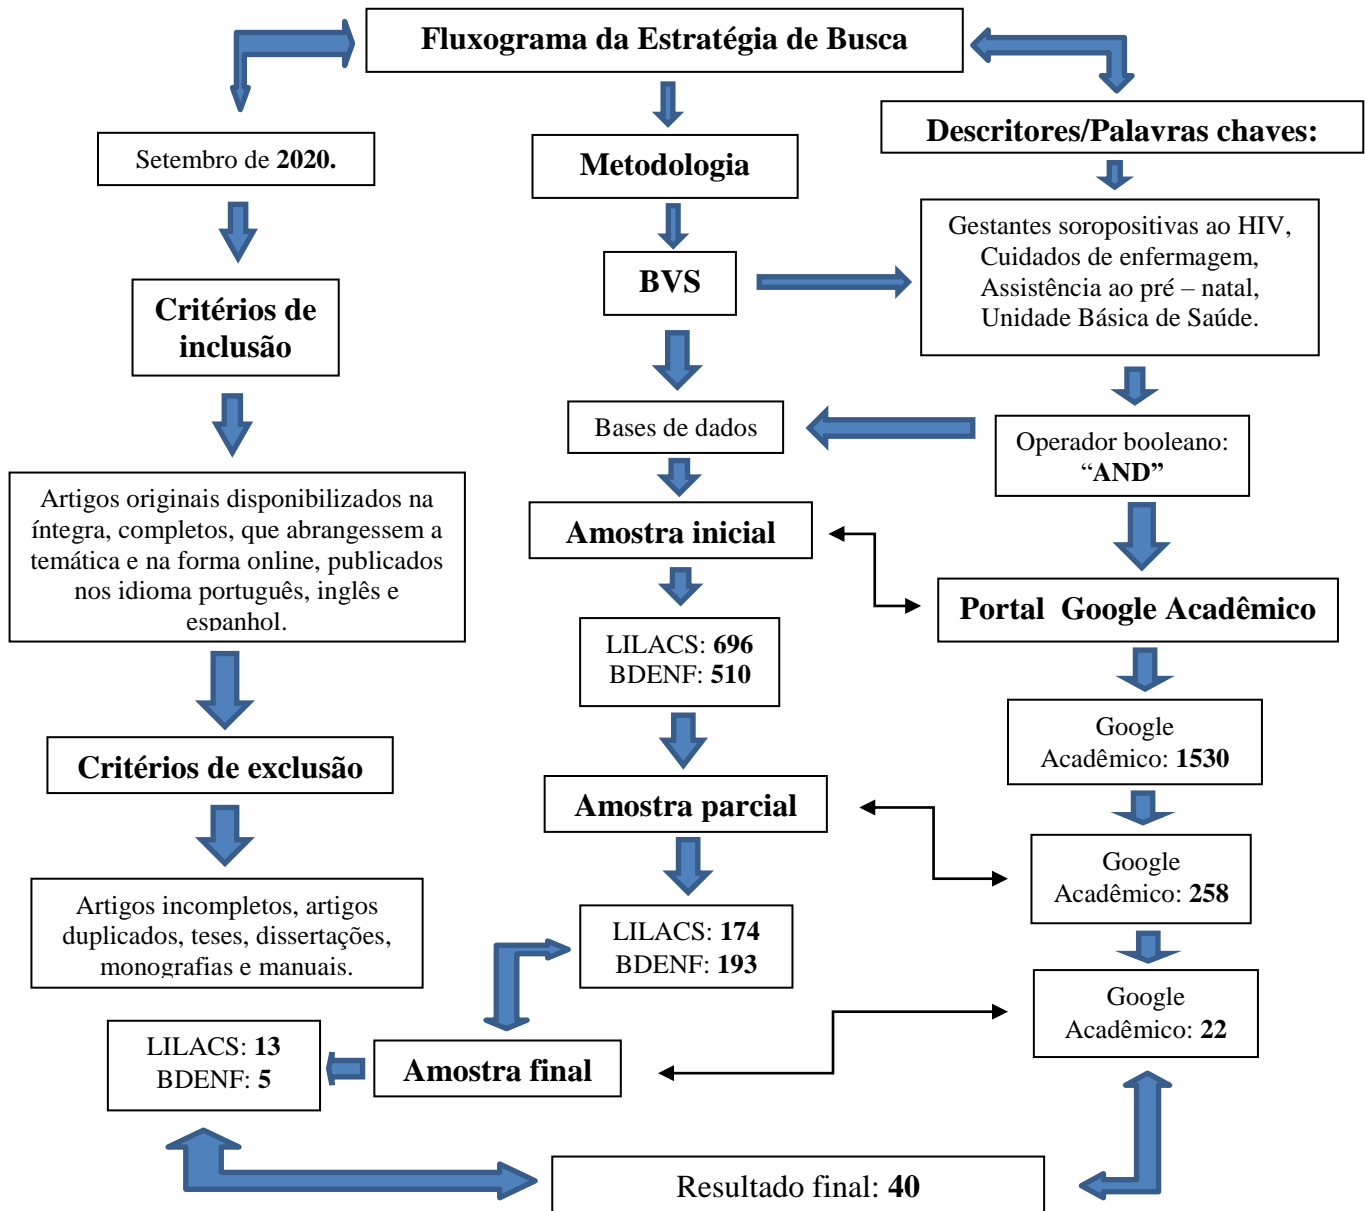 Fluxograma da Estratégia de Busca
Setembro de 2020.
Metodologia
Descritores/Palavras chaves:
Gestantes soropositivas ao HIV,
Cuidados de enfermagem,
Assistência ao pré – natal,
Unidade Básica de Saúde.
BVS
Critérios de
inclusão
Bases de dados
Operador booleano:
“AND”
Artigos originais disponibilizados na
íntegra, completos, que abrangessem a
temática e na forma online, publicados
nos idioma português, inglês e
espanhol.
Amostra inicial
Portal Google Acadêmico
LILACS: 696
BDENF: 510
Google
Acadêmico: 1530
Critérios de exclusão
Amostra parcial
Google
Acadêmico: 258
Artigos incompletos, artigos
duplicados, teses, dissertações,
monografias e manuais.
LILACS: 174
BDENF: 193
Google
Acadêmico: 22
LILACS: 13
BDENF: 5
Amostra final
Resultado final: 40